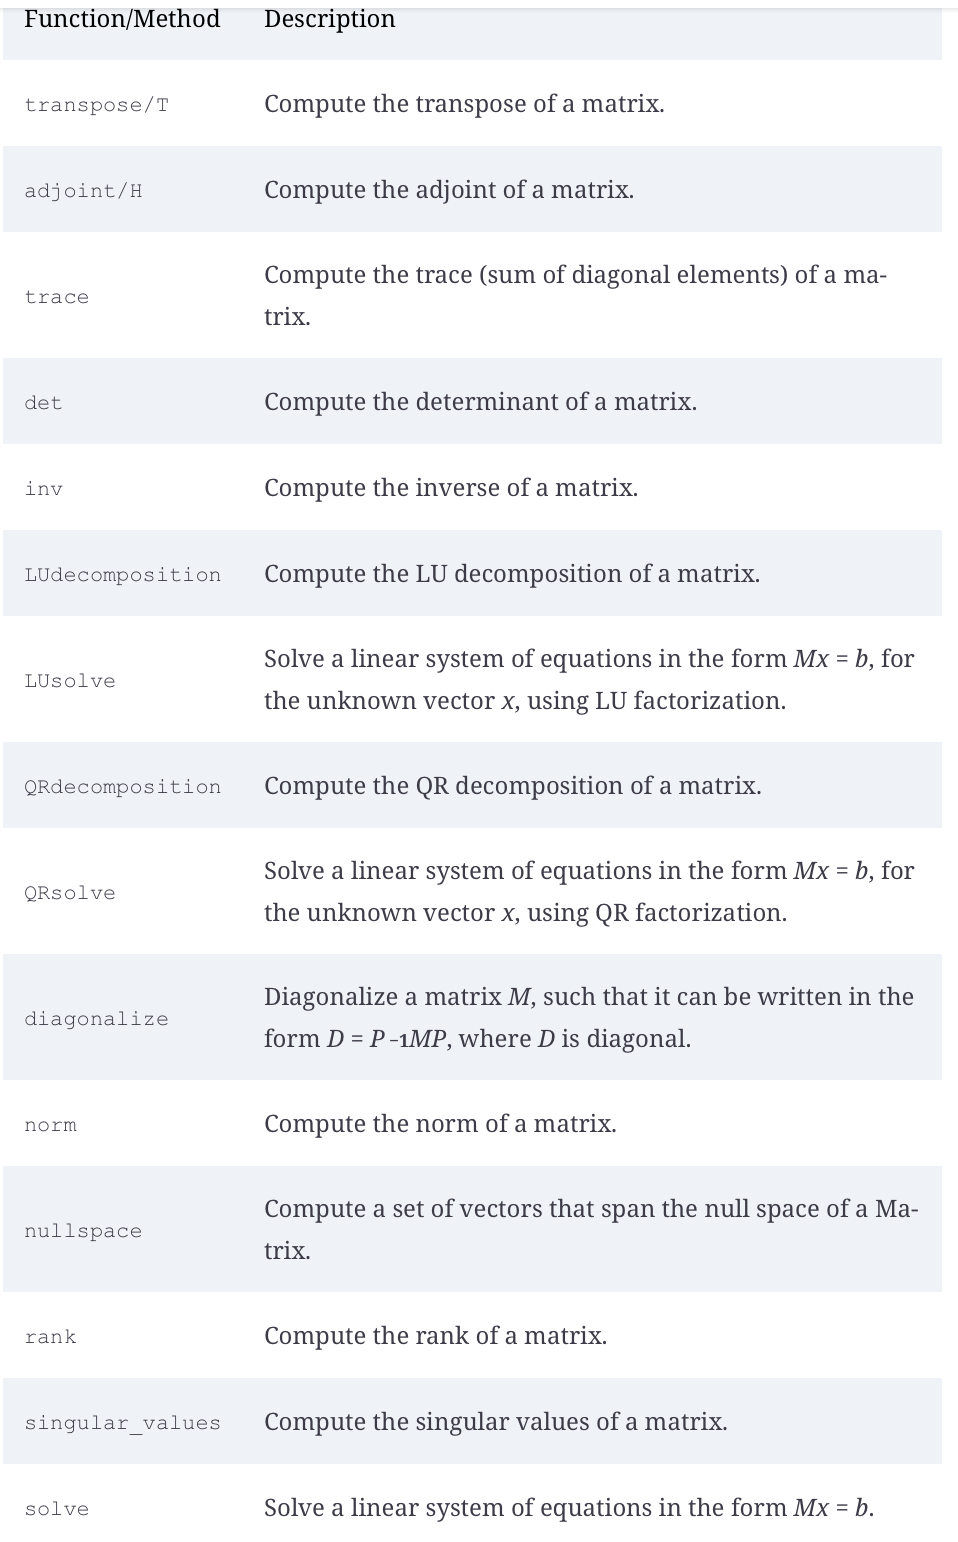 Function/Method Description
transpose/T Compute the transpose of a matrix.
adjoint/H Compute the adjoint of a matrix.
trace Compute the trace (sum of diagonal elements) of a ma-
trix.
det Compute the determinant of a matrix.
inv Compute the inverse of a matrix.
LUdecomposition Compute the LU decomposition of a matrix.
LUsolve Solve a linear system of equations in the form Mx = b, for
the unknown vector x, using LU factorization.
QRdecomposition Compute the QR decomposition of a matrix.
QRsolve Solve a linear system of equations in the form Mx = b, for
the unknown vector x, using QR factorization.
diagonalize Diagonalize a matrix M, such that it can be written in the
form D = P –1MP, where D is diagonal.
norm Compute the norm of a matrix.
nullspace Compute a set of vectors that span the null space of a Ma-
trix.
rank Compute the rank of a matrix.
singular_values Compute the singular values of a matrix.
solve Solve a linear system of equations in the form Mx = b.